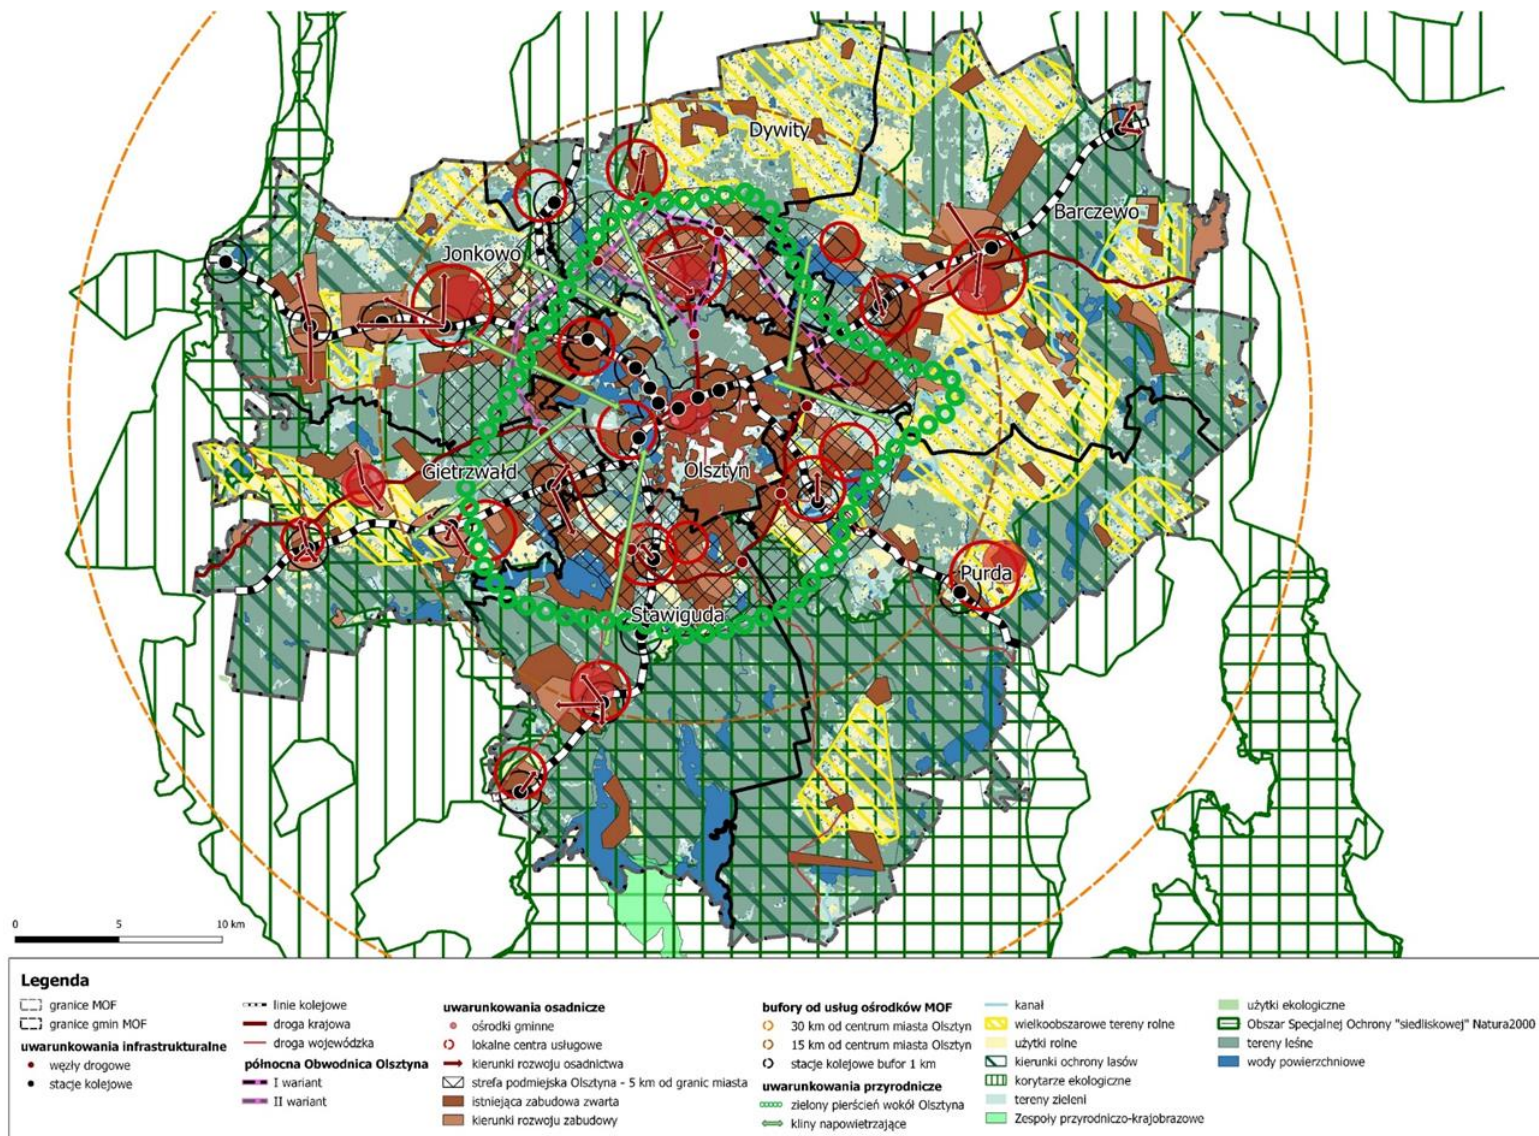 Dywity
Barczewo
Jonkowo
Gietrzwałd
Olsztyn
Purda
Stawiguda
0 5 10 km
Legenda
granice MOF
granice gmin MOF
uwarunkowania infrastrukturalne
węzły drogowe
stacje kolejowe
linie kolejowe
droga krajowa
droga wojewódzka
północna Obwodnica Olsztyna
I wariant
II wariant
uwarunkowania osadnicze
ośrodki gminne
lokalne centra usługowe
kierunki rozwoju osadnictwa
strefa podmiejska Olsztyna - 5 km od granic miasta
istniejąca zabudowa zwarta
kierunki rozwoju zabudowy
bufory od usług ośrodków MOF
30 km od centrum miasta Olsztyn
15 km od centrum miasta Olsztyn
stacje kolejowe bufor 1 km
uwarunkowania przyrodnicze
zielony pierścień wokół Olsztyna
kliny napowietrzające
kanał
wielkoobszarowe tereny rolne
użytki rolne
kierunki ochrony lasów
korytarze ekologiczne
tereny zieleni
Zespoły przyrodniczo-krajobrazowe
użytki ekologiczne
Obszar Specjalnej Ochrony "siedliskowej" Natura2000
tereny leśne
wody powierzchniowe